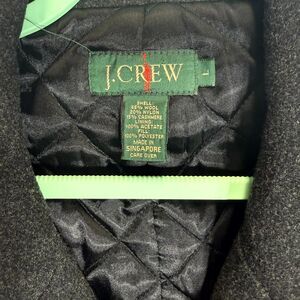 J.CREW
L
SHELL:
65% WOOL
20% NYLON
15% CASHMERE
LINING:
100% ACETATE
FILL:
100% POLYESTER
MADE IN
SINGAPORE
CARE OVER